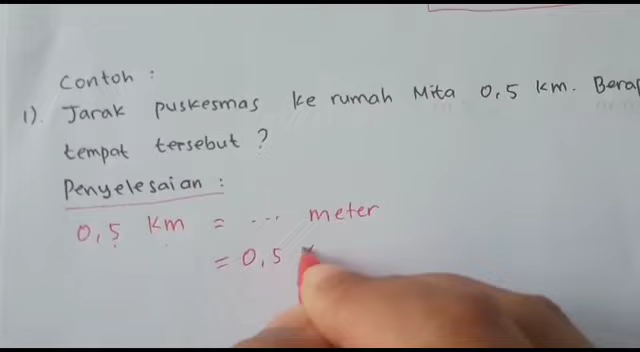 Contoh :
1). Jarak puskesmas ke rumah Mita 0,5 km.
tempat tersebut ?
Penyelesaian :
0,5 km = ... meter
= 0,5